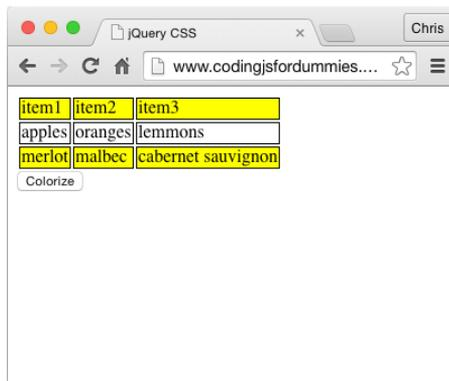 jQuery CSS
Chris
www.codingjsfordummies....
item1 item2 item3
apples oranges lemmons
merlot malbec cabernet sauvignon
Colorize